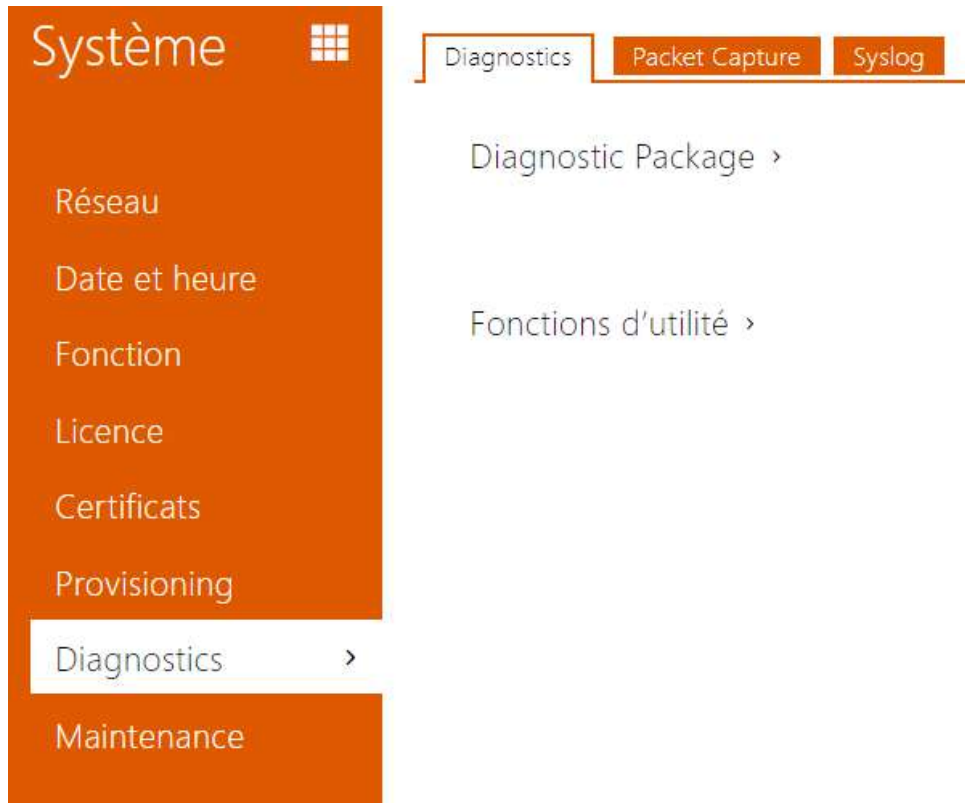 Système
Réseau
Date et heure
Fonction
Licence
Certificats
Provisioning
Diagnostics
Maintenance
Diagnostics
Packet Capture
Syslog
Diagnostic Package
Fonctions d’utilité